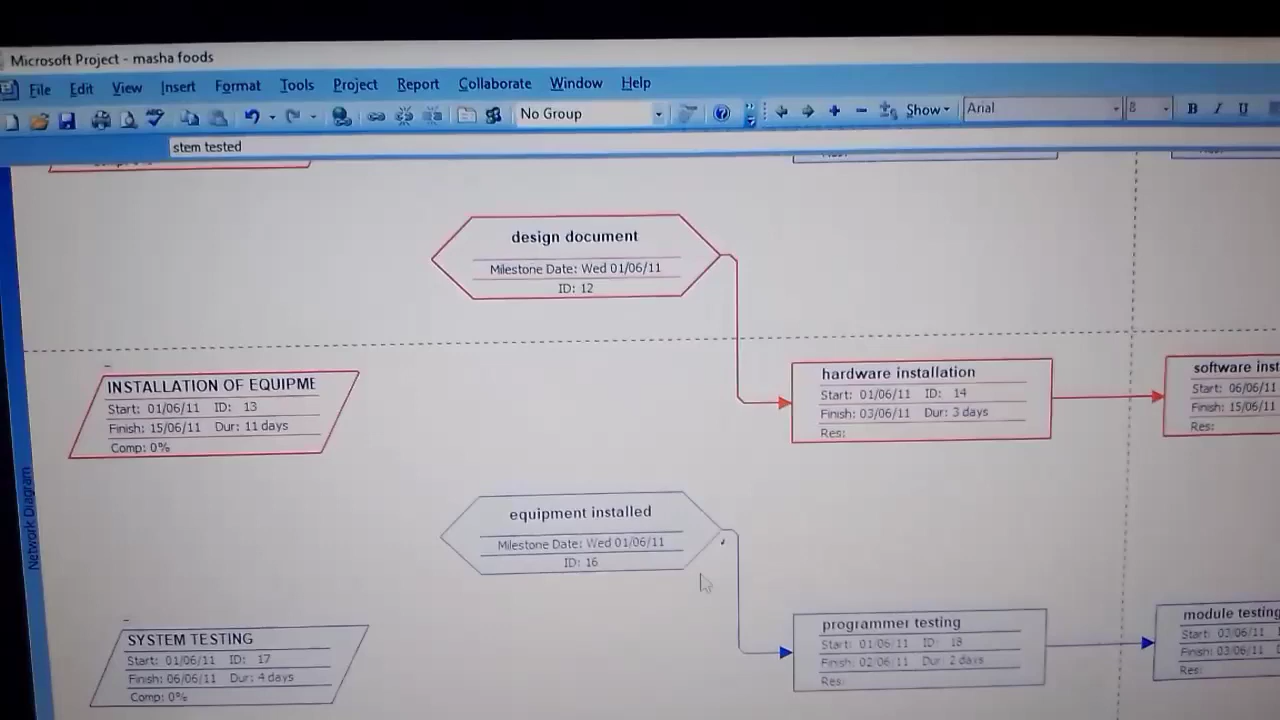 Microsoft Project - masha foods
File Edit View Insert Format Tools Project Report Collaborate Window Help
No Group Show Arial 8 B I U
stem tested
design document
Milestone Date: Wed 01/06/11
ID: 12
INSTALLATION OF EQUIPME
Start: 01/06/11 ID: 13
Finish: 15/06/11 Dur: 11 days
Comp: 0%
hardware installation
Start: 01/06/11 ID: 14
Finish: 03/06/11 Dur: 3 days
Res:
software inst
Start: 06/06/11
Finish: 15/06/11
Res:
equipment installed
Milestone Date: Wed 01/06/11
ID: 16
Network Diagram
SYSTEM TESTING
Start: 01/06/11 ID: 17
Finish: 06/06/11 Dur: 4 days
Comp: 0%
programmer testing
Start: 01/06/11 ID: 18
Finish: 02/06/11 Dur: 2 days
Res:
module testing
Start: 03/06/11
Finish: 03/06/11
Res: